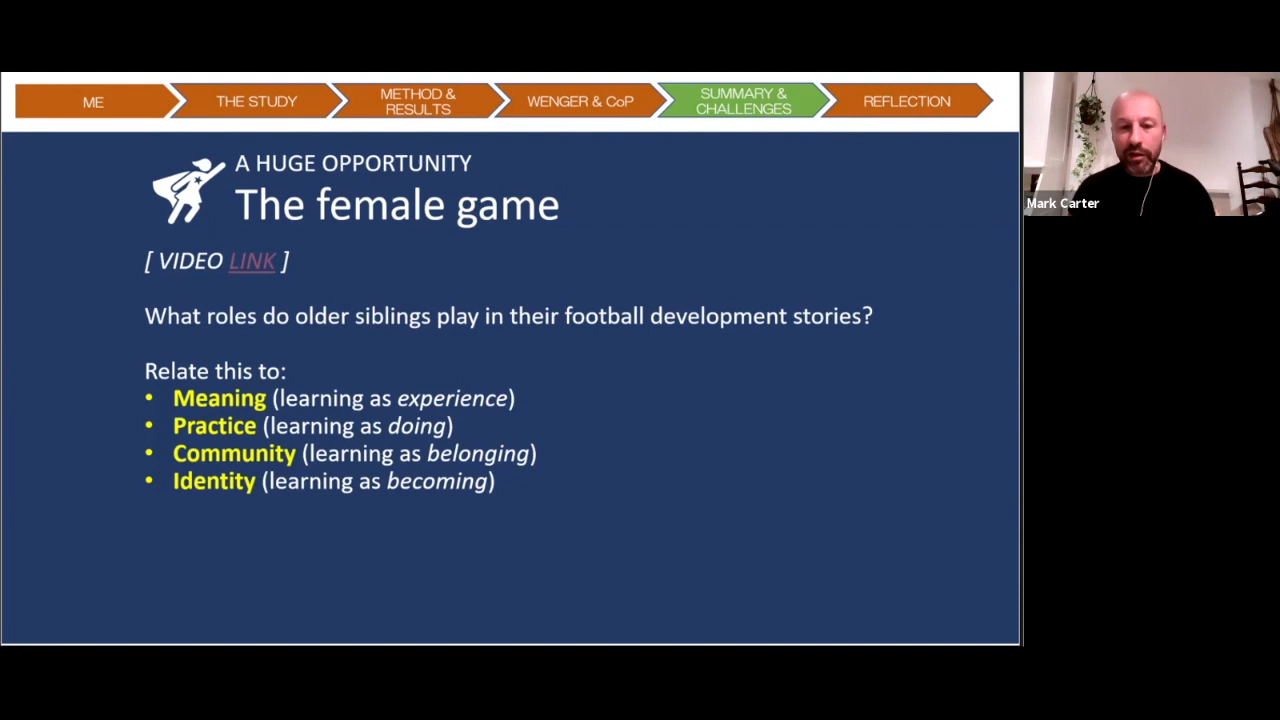 ME
THE STUDY
METHOD &
RESULTS
WENGER & CoP
SUMMARY &
CHALLENGES
REFLECTION
A HUGE OPPORTUNITY
The female game
[ VIDEO LINK ]
What roles do older siblings play in their football development stories?
Relate this to:
• Meaning (learning as experience)
• Practice (learning as doing)
• Community (learning as belonging)
• Identity (learning as becoming)
Mark Carter